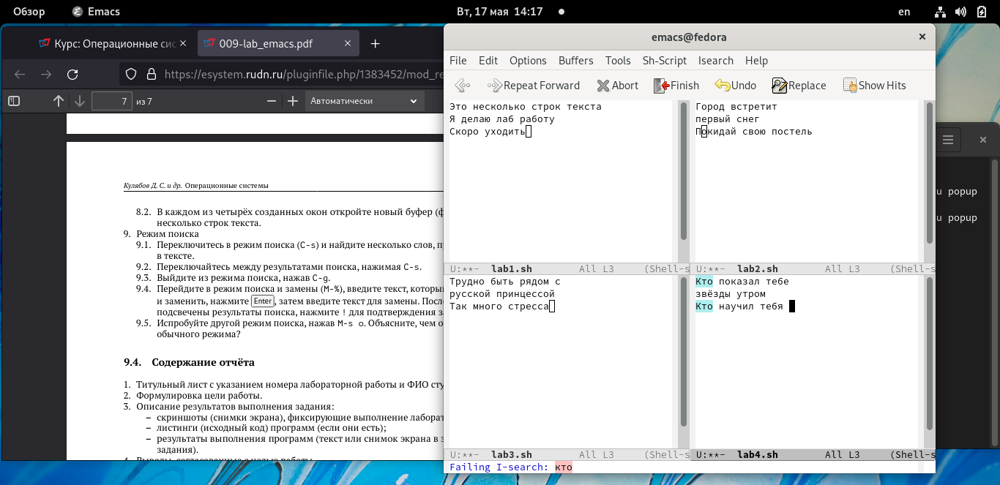 Обзор Emacs Вт, 17 мая 14:17 en
Курс: Операционные сис 009-lab_emacs.pdf
https://esystem.rudn.ru/pluginfile.php/1383452/mod_re
7 из 7 Автоматически
Кулябов Д. С. и др. Операционные системы
8.2. В каждом из четырёх созданных окон откройте новый буфер (ф
несколько строк текста.
9. Режим поиска
9.1. Переключитесь в режим поиска (C-s) и найдите несколько слов, п
в тексте.
9.2. Переключайтесь между результатами поиска, нажимая C-s.
9.3. Выйдите из режима поиска, нажав C-g.
9.4. Перейдите в режим поиска и замены (M-%), введите текст, которы
и заменить, нажмите Enter, затем введите текст для замены. Посл
подсвечены результаты поиска, нажмите ! для подтверждения з
9.5. Испробуйте другой режим поиска, нажав M-s o. Объясните, чем о
обычного режима?
9.4. Содержание отчёта
1. Титульный лист с указанием номера лабораторной работы и ФИО сту
2. Формулировка цели работы.
3. Описание результатов выполнения задания:
– скриншоты (снимки экрана), фиксирующие выполнение лаборат
– листинги (исходный код) программ (если они есть);
– результаты выполнения программ (текст или снимок экрана в з
задания).
4. Выводы, согласованные с целью работы.
emacs@fedora
File Edit Options Buffers Tools Sh-Script Isearch Help
Repeat Forward Abort Finish Undo Replace Show Hits
Это несколько строк текста
Я делаю лаб работу
Скоро уходить
U:**- lab1.sh All L3 (Shell-s
Город встретит
первый снег
Покидай свою постель
U:**- lab2.sh All L3 (Shell-s
Трудно быть рядом с
русской принцессой
Так много стресса
U:**- lab3.sh All L3 (Shell-s
Кто показал тебе
звёзды утром
Кто научил тебя
U:**- lab4.sh All L3 (Shell-s
Failing I-search: кто
u popup
u popup